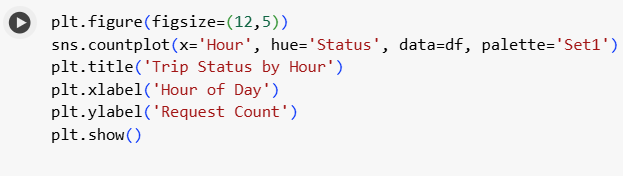 plt.figure(figsize=(12,5))
sns.countplot(x='Hour', hue='Status', data=df, palette='Set1')
plt.title('Trip Status by Hour')
plt.xlabel('Hour of Day')
plt.ylabel('Request Count')
plt.show()